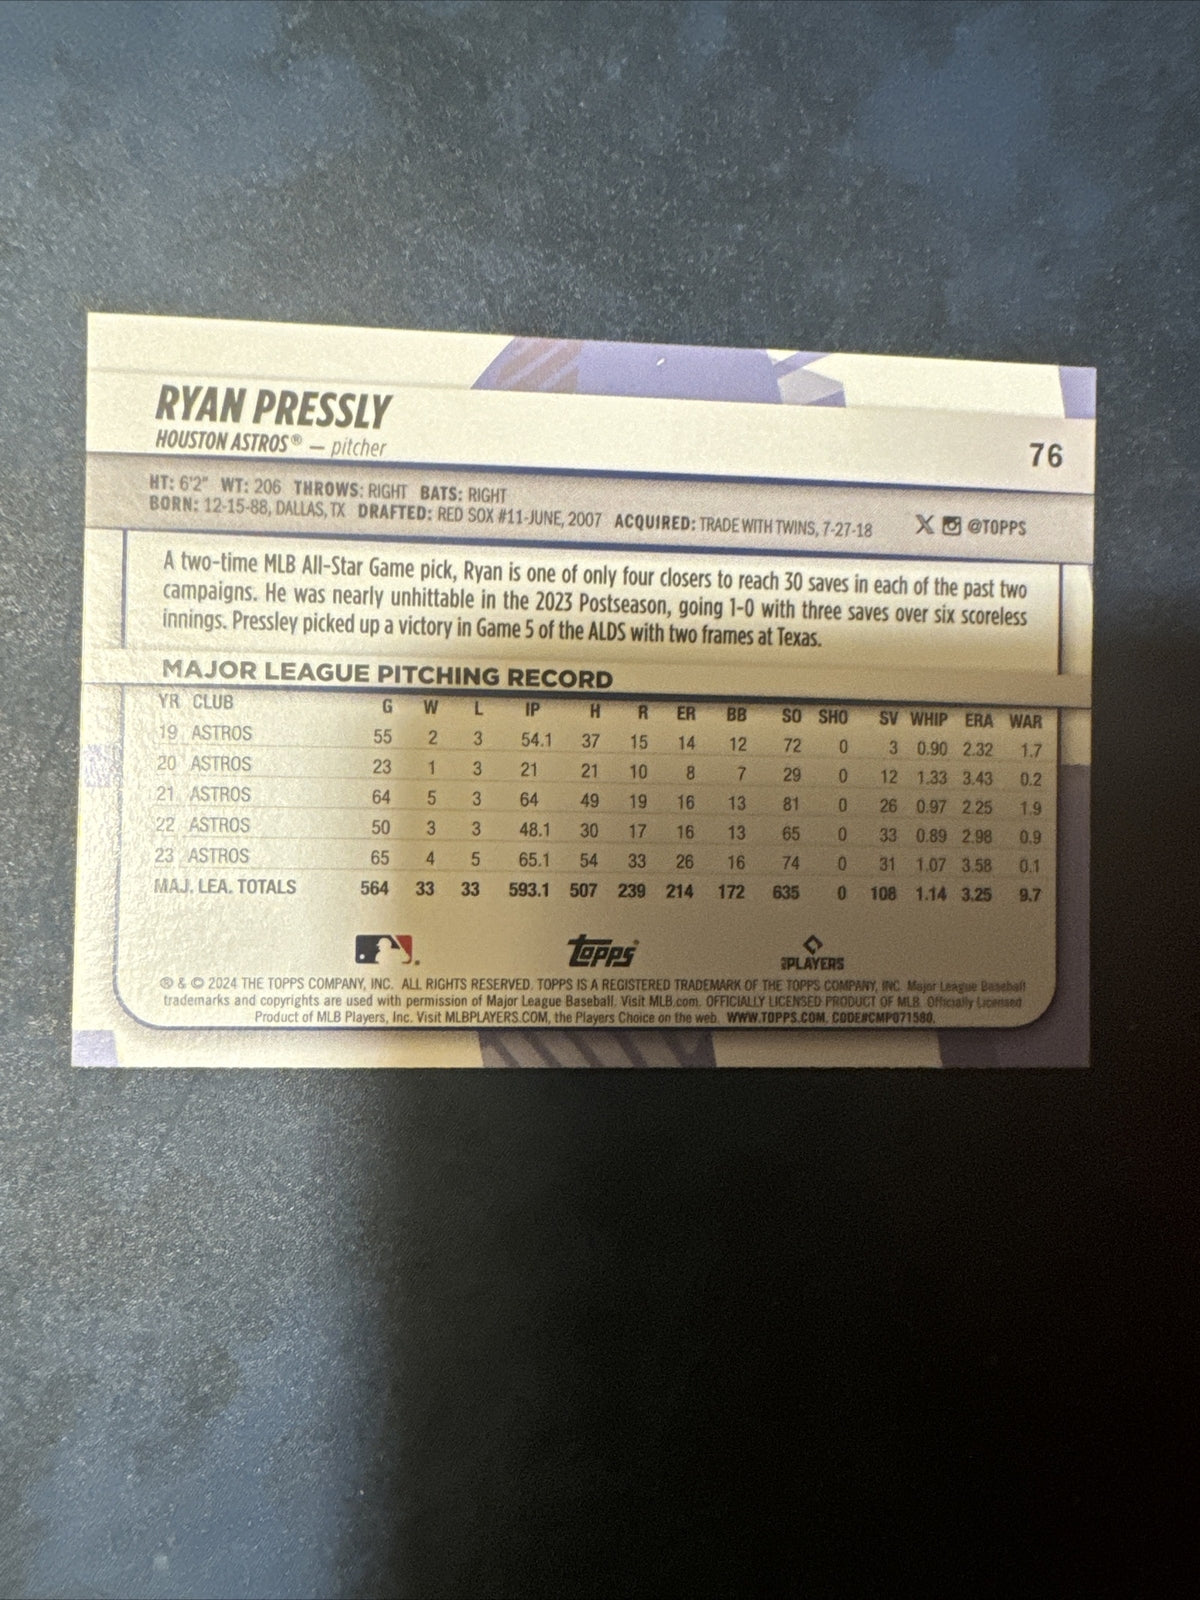 RYAN PRESSLY
HOUSTON ASTROS® — pitcher
76
HT: 6'2" WT: 206 THROWS: RIGHT BATS: RIGHT
BORN: 12-15-88, DALLAS, TX DRAFTED: RED SOX #11-JUNE, 2007 ACQUIRED: TRADE WITH TWINS, 7-27-18
@TOPPS
A two-time MLB All-Star Game pick, Ryan is one of only four closers to reach 30 saves in each of the past two
campaigns. He was nearly unhittable in the 2023 Postseason, going 1-0 with three saves over six scoreless
innings. Pressley picked up a victory in Game 5 of the ALDS with two frames at Texas.
MAJOR LEAGUE PITCHING RECORD
YR CLUB G W L IP H R ER BB SO SHO SV WHIP ERA WAR
19 ASTROS 55 2 3 54.1 37 15 14 12 72 0 3 0.90 2.32 1.7
20 ASTROS 23 1 3 21 21 10 8 7 29 0 12 1.33 3.43 0.2
21 ASTROS 64 5 3 64 49 19 16 13 81 0 26 0.97 2.25 1.9
22 ASTROS 50 3 3 48.1 30 17 16 13 65 0 33 0.89 2.98 0.9
23 ASTROS 65 4 5 65.1 54 33 26 16 74 0 31 1.07 3.58 0.1
MAJ. LEA. TOTALS 564 33 33 593.1 507 239 214 172 635 0 108 1.14 3.25 9.7
Topps®
PLAYERS
® & © 2024 THE TOPPS COMPANY, INC. ALL RIGHTS RESERVED. TOPPS IS A REGISTERED TRADEMARK OF THE TOPPS COMPANY, INC. Major League Baseball
trademarks and copyrights are used with permission of Major League Baseball. Visit MLB.com. OFFICIALLY LICENSED PRODUCT OF MLB. Officially Licensed
Product of MLB Players, Inc. Visit MLBPLAYERS.COM, the Players Choice on the web. WWW.TOPPS.COM. CODE#CMP071580.